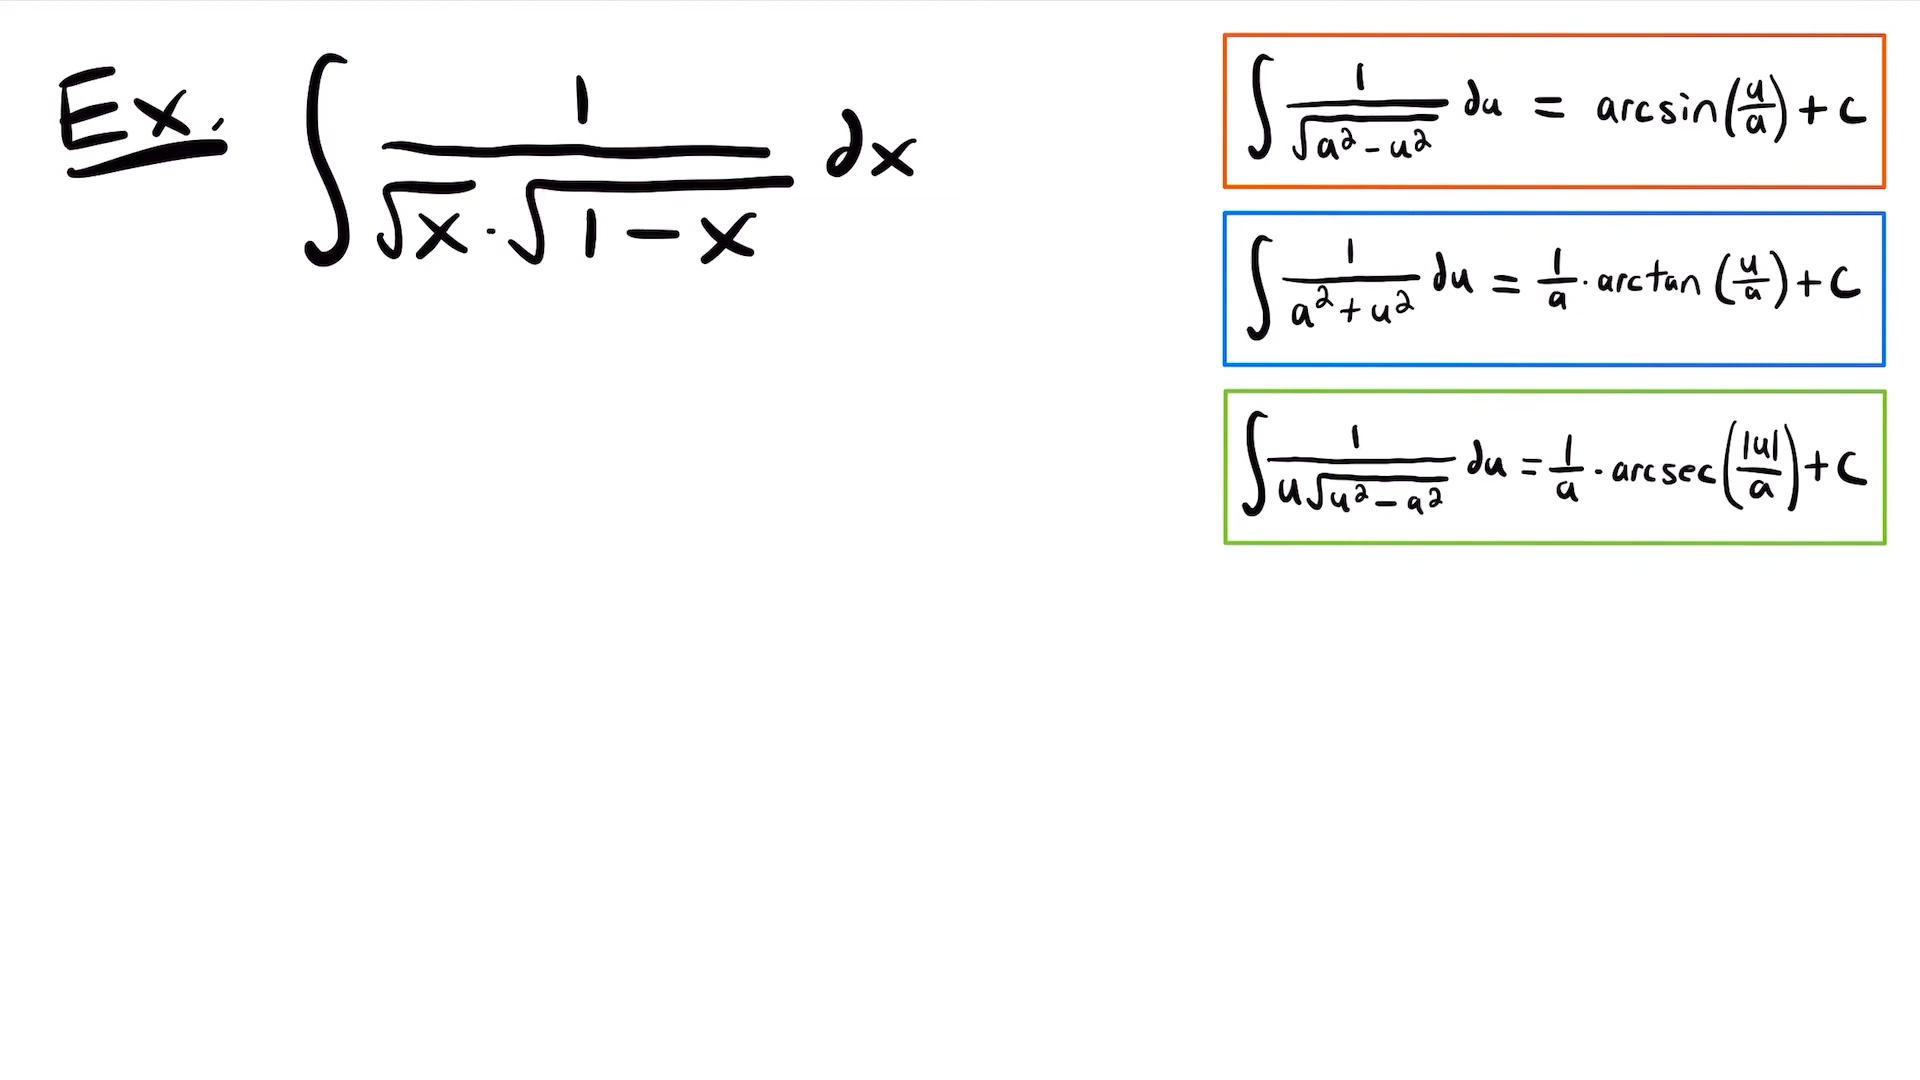 Ex. ∫ 1/(√x · √(1-x)) dx
∫ 1/√(a²-u²) du = arcsin(u/a) + C
∫ 1/(a²+u²) du = 1/a · arctan(u/a) + C
∫ 1/(u√(u²-a²)) du = 1/a · arcsec(|u|/a) + C